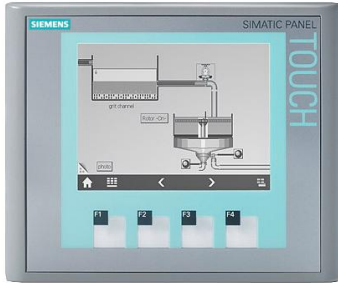 SIEMENS
SIMATIC PANEL
TOUCH
grit channel
Rotor -On-
photo
F1
F2
F3
F4